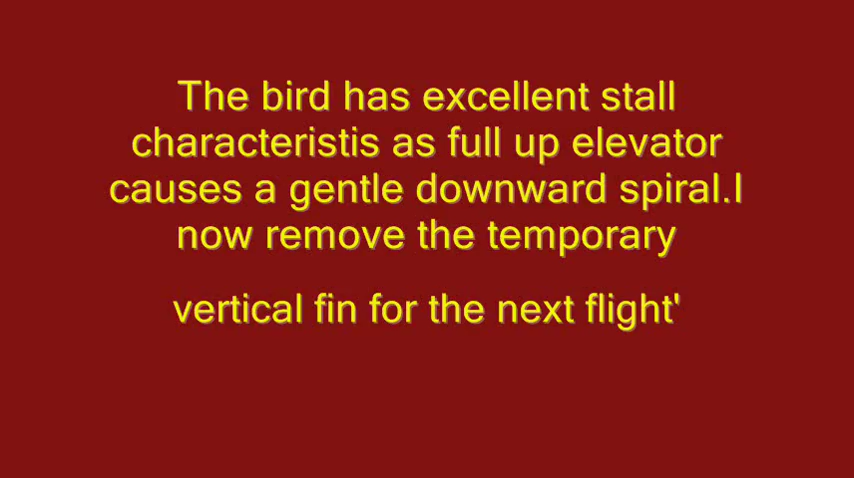 The bird has excellent stall
characteristis as full up elevator
causes a gentle downward spiral.I
now remove the temporary
vertical fin for the next flight'